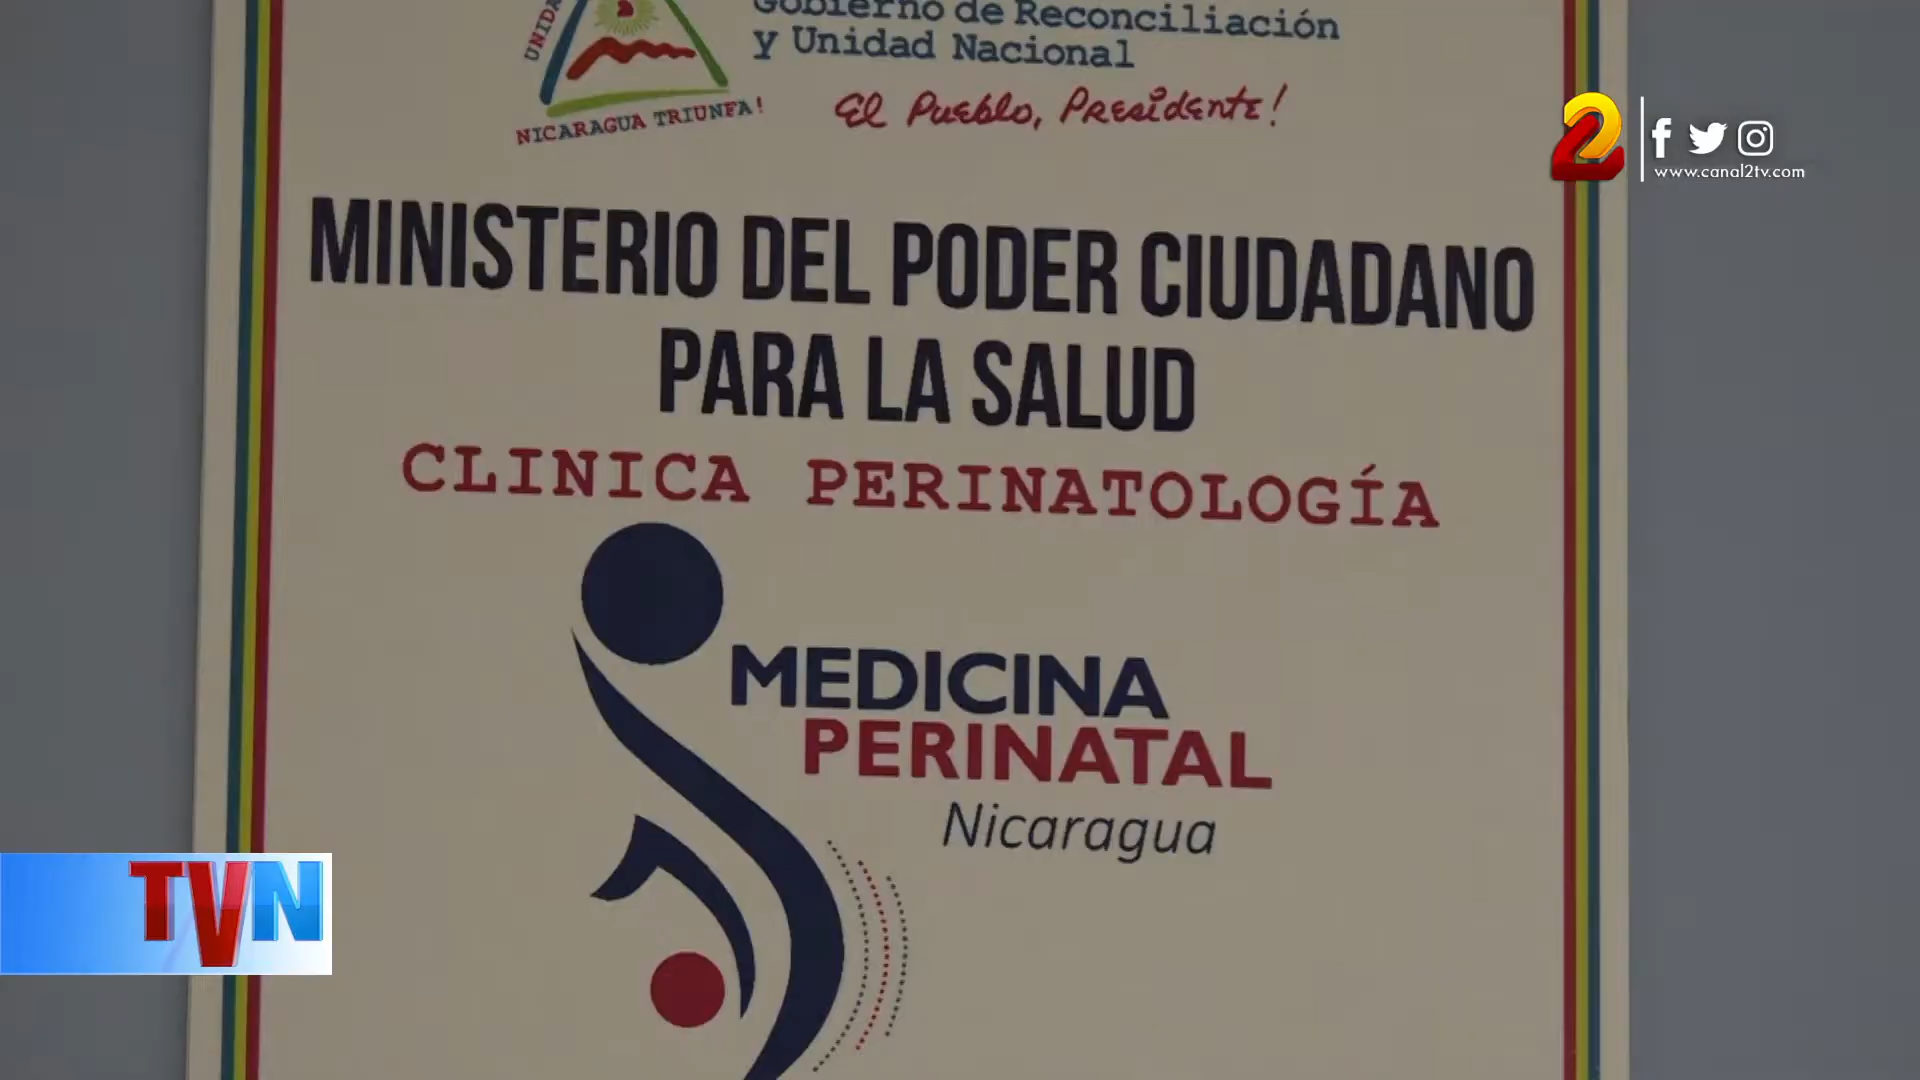 UNIDA
Gobierno de Reconciliación
y Unidad Nacional
NICARAGUA TRIUNFA!
El Pueblo, Presidente!
2
www.canal2tv.com
MINISTERIO DEL PODER CIUDADANO
PARA LA SALUD
CLINICA PERINATOLOGÍA
MEDICINA
PERINATAL
Nicaragua
TVN